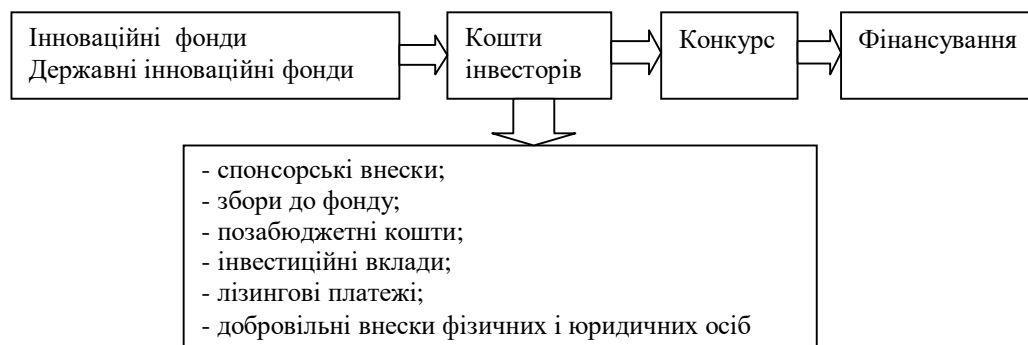 Інноваційні фонди
Державні інноваційні фонди
Кошти
інвесторів
Конкурс
Фінансування
- спонсорські внески;
- збори до фонду;
- позабюджетні кошти;
- інвестиційні вклади;
- лізингові платежі;
- добровільні внески фізичних і юридичних осіб